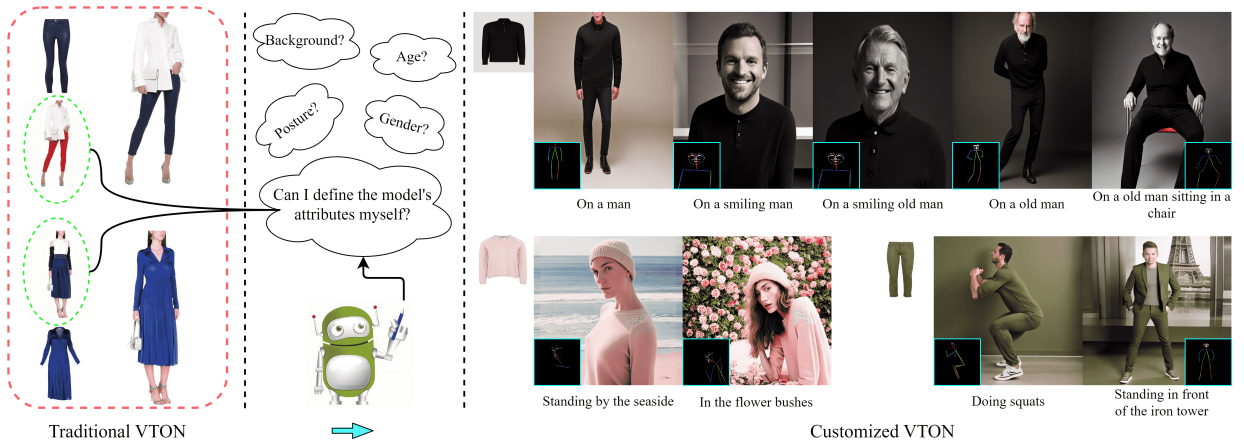 Background?
Age?
Posture?
Gender?
Can I define the model's
attributes myself?
On a man
On a smiling man
On a smiling old man
On a old man
On a old man sitting in a
chair
Standing by the seaside
In the flower bushes
Doing squats
Standing in front
of the iron tower
Traditional VTON
Customized VTON